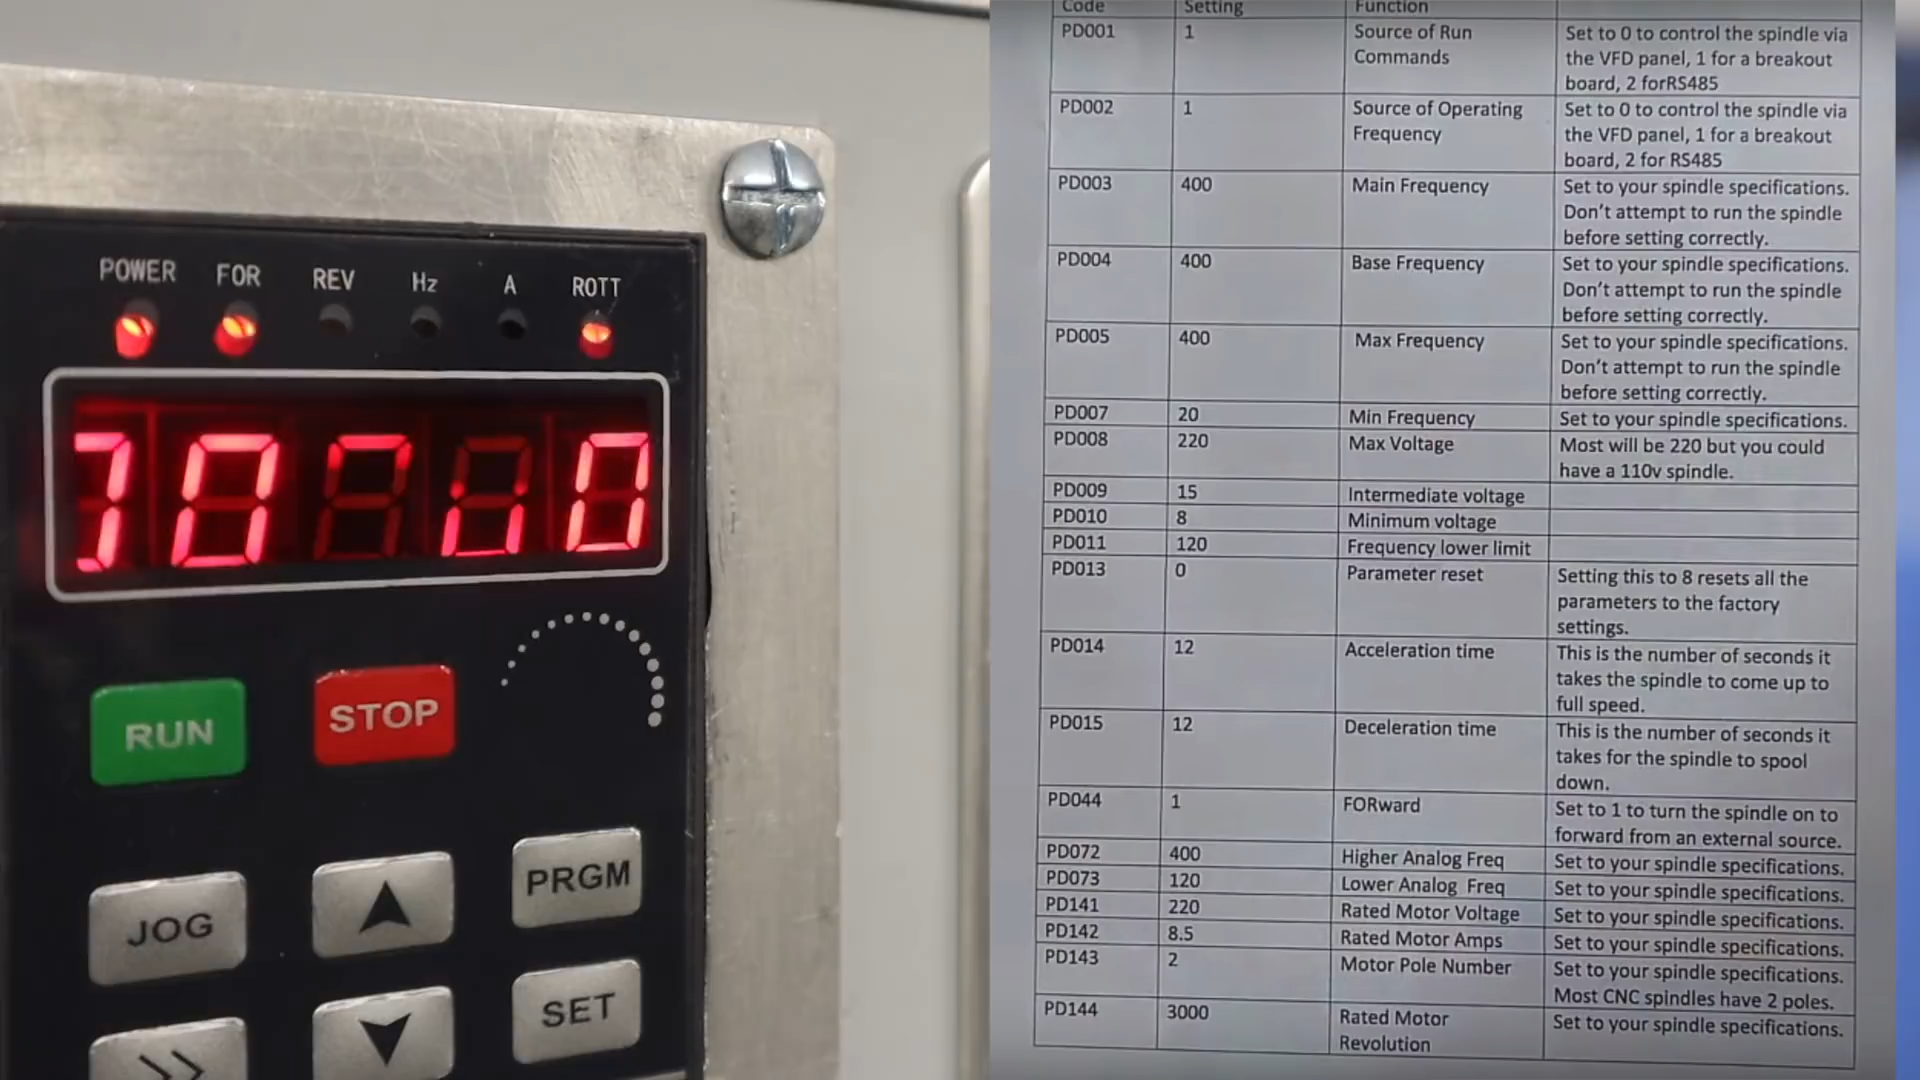 POWER FOR REV Hz A ROTT
RUN
STOP
JOG
PRGM
SET
Code Setting Function
PD001 1 Source of Run Commands Set to 0 to control the spindle via
the VFD panel, 1 for a breakout
board, 2 forRS485
PD002 1 Source of Operating Frequency Set to 0 to control the spindle via
the VFD panel, 1 for a breakout
board, 2 for RS485
PD003 400 Main Frequency Set to your spindle specifications.
Don't attempt to run the spindle
before setting correctly.
PD004 400 Base Frequency Set to your spindle specifications.
Don't attempt to run the spindle
before setting correctly.
PD005 400 Max Frequency Set to your spindle specifications.
Don't attempt to run the spindle
before setting correctly.
PD007 20 Min Frequency Set to your spindle specifications.
PD008 220 Max Voltage Most will be 220 but you could
have a 110v spindle.
PD009 15 Intermediate voltage
PD010 8 Minimum voltage
PD011 120 Frequency lower limit
PD013 0 Parameter reset Setting this to 8 resets all the
parameters to the factory
settings.
PD014 12 Acceleration time This is the number of seconds it
takes the spindle to come up to
full speed.
PD015 12 Deceleration time This is the number of seconds it
takes for the spindle to spool
down.
PD044 1 FORward Set to 1 to turn the spindle on to
forward from an external source.
PD072 400 Higher Analog Freq Set to your spindle specifications.
PD073 120 Lower Analog Freq Set to your spindle specifications.
PD141 220 Rated Motor Voltage Set to your spindle specifications.
PD142 8.5 Rated Motor Amps Set to your spindle specifications.
PD143 2 Motor Pole Number Set to your spindle specifications.
Most CNC spindles have 2 poles.
PD144 3000 Rated Motor Revolution Set to your spindle specifications.